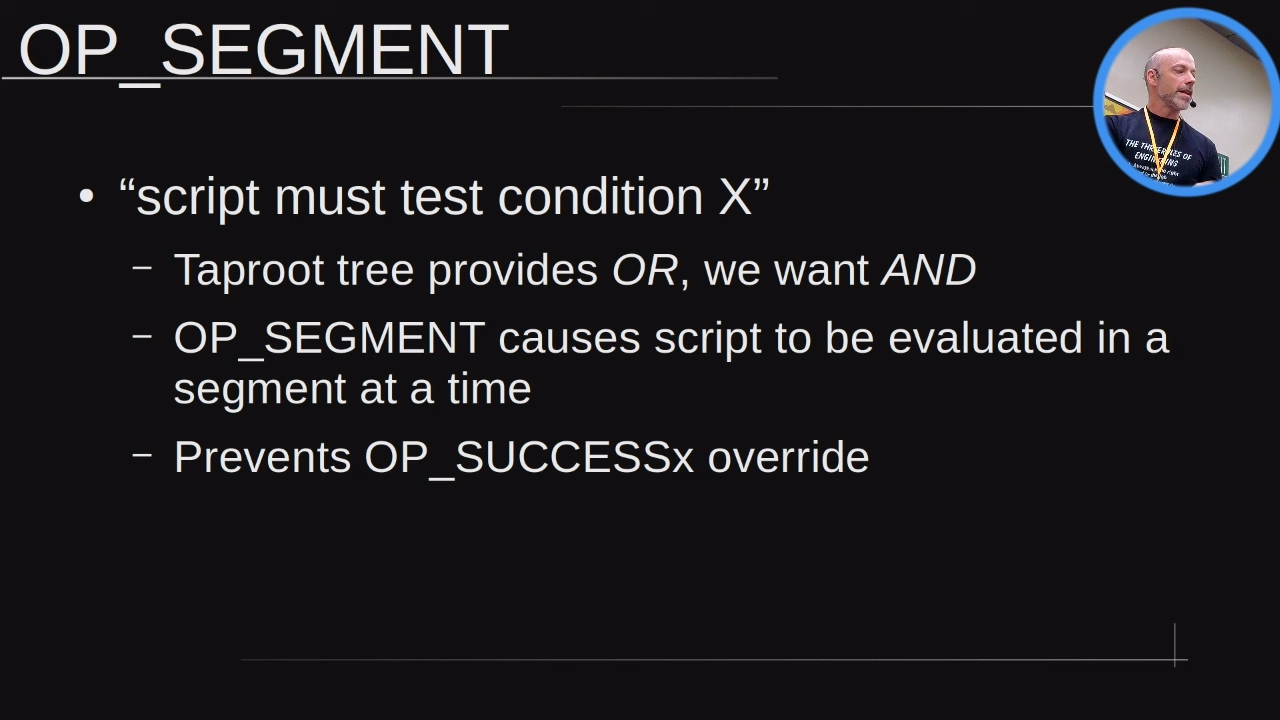 OP_SEGMENT
• “script must test condition X”
– Taproot tree provides OR, we want AND
– OP_SEGMENT causes script to be evaluated in a
segment at a time
– Prevents OP_SUCCESSx override